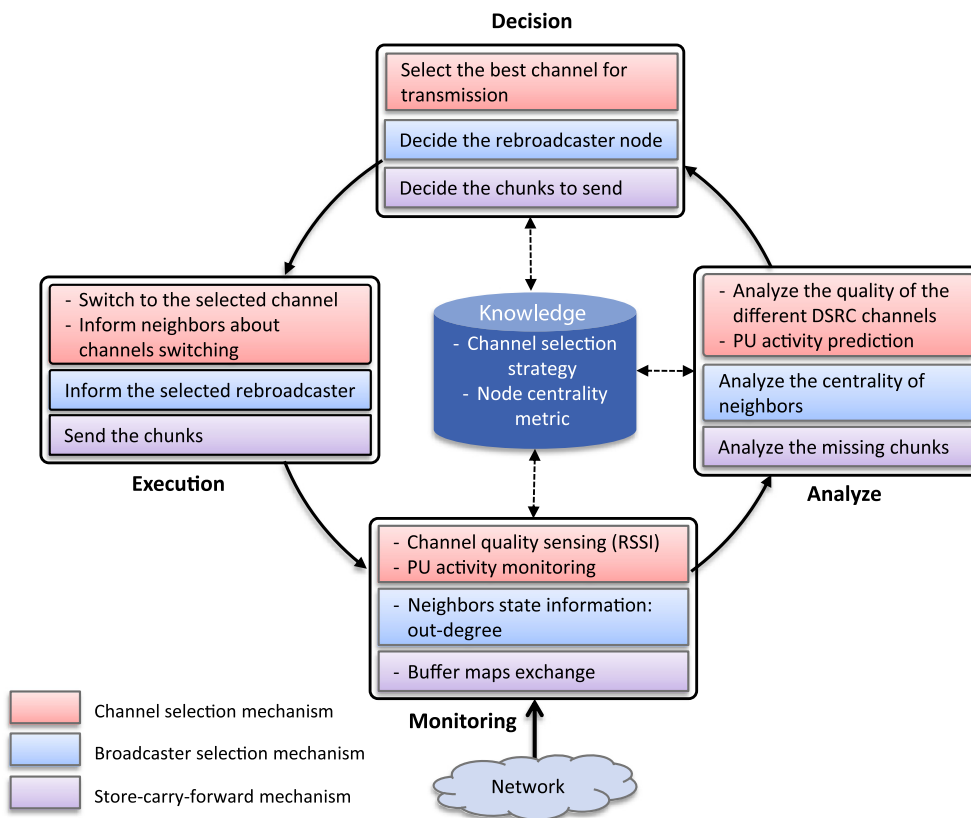 Decision
Select the best channel for
transmission
Decide the rebroadcaster node
Decide the chunks to send
- Switch to the selected channel
- Inform neighbors about
channels switching
Inform the selected rebroadcaster
Send the chunks
Execution
Knowledge
- Channel selection
strategy
- Node centrality
metric
- Analyze the quality of the
different DSRC channels
- PU activity prediction
Analyze the centrality of
neighbors
Analyze the missing chunks
Analyze
- Channel quality sensing (RSSI)
- PU activity monitoring
- Neighbors state information:
out-degree
- Buffer maps exchange
Monitoring
Network
Channel selection mechanism
Broadcaster selection mechanism
Store-carry-forward mechanism